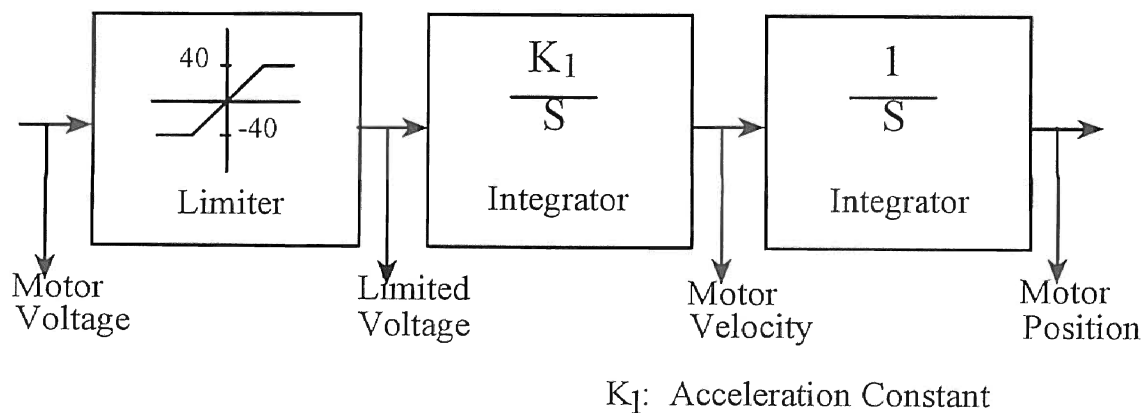 40
-40
Limiter
K1
S
Integrator
1
S
Integrator
Motor
Voltage
Limited
Voltage
Motor
Velocity
Motor
Position
K1: Acceleration Constant